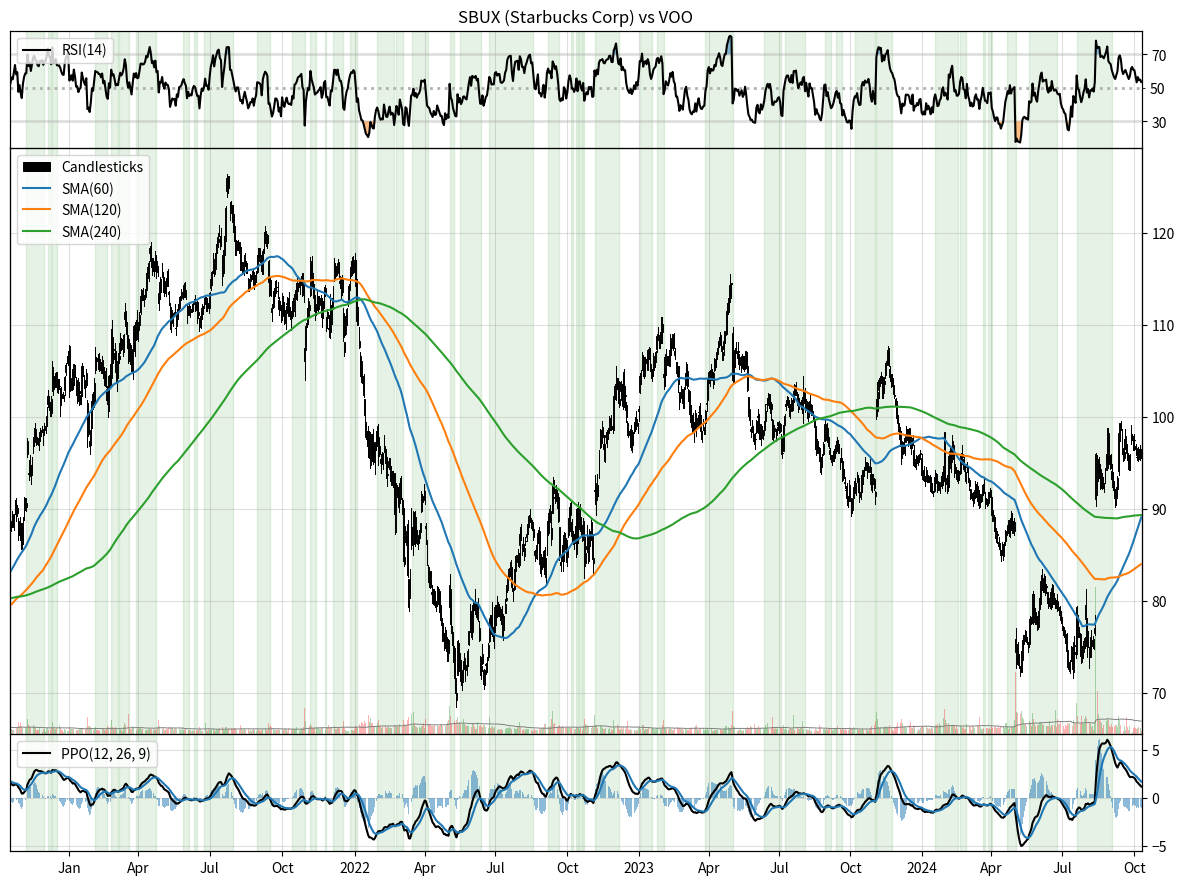 SBUX (Starbucks Corp) vs VOO
RSI(14)
70
50
30
Candlesticks
SMA(60)
SMA(120)
SMA(240)
120
110
100
90
80
70
PPO(12, 26, 9)
5
0
−5
Jan Apr Jul Oct 2022 Apr Jul Oct 2023 Apr Jul Oct 2024 Apr Jul Oct